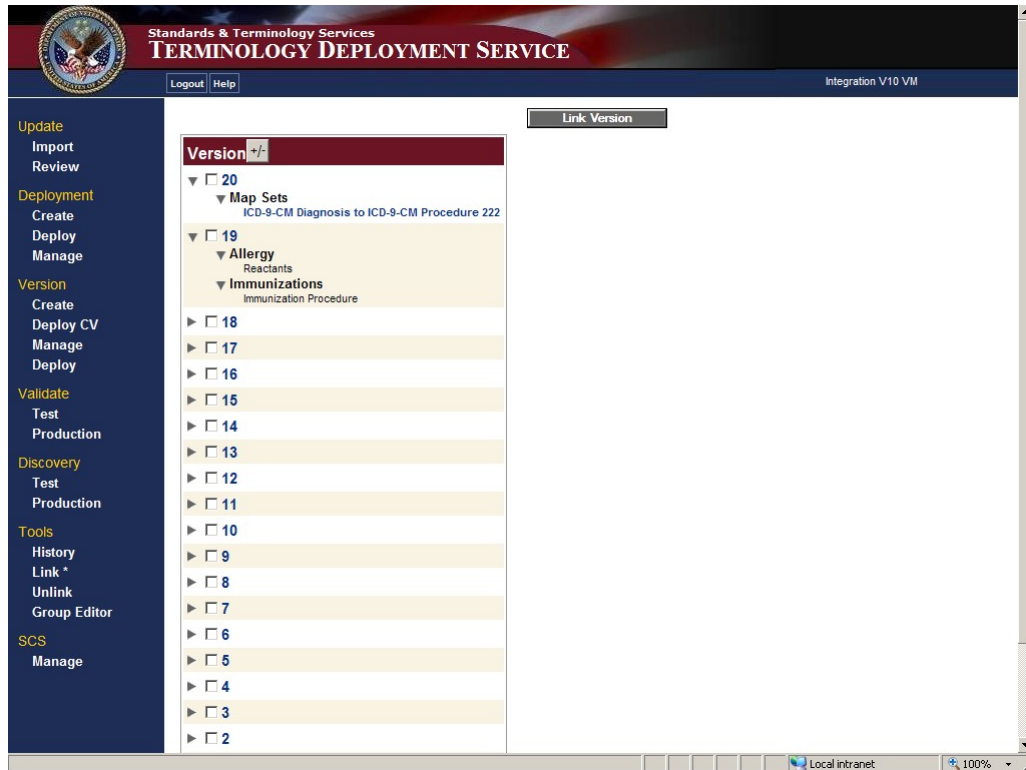 Standards & Terminology Services
TERMINOLOGY DEPLOYMENT SERVICE
Logout Help
Integration V10 VM
Update
Import
Review
Deployment
Create
Deploy
Manage
Version
Create
Deploy CV
Manage
Deploy
Validate
Test
Production
Discovery
Test
Production
Tools
History
Link *
Unlink
Group Editor
SCS
Manage
Link Version
Version +/-
20
Map Sets
ICD-9-CM Diagnosis to ICD-9-CM Procedure 222
19
Allergy
Reactants
Immunizations
Immunization Procedure
18
17
16
15
14
13
12
11
10
9
8
7
6
5
4
3
2
Local intranet
100%